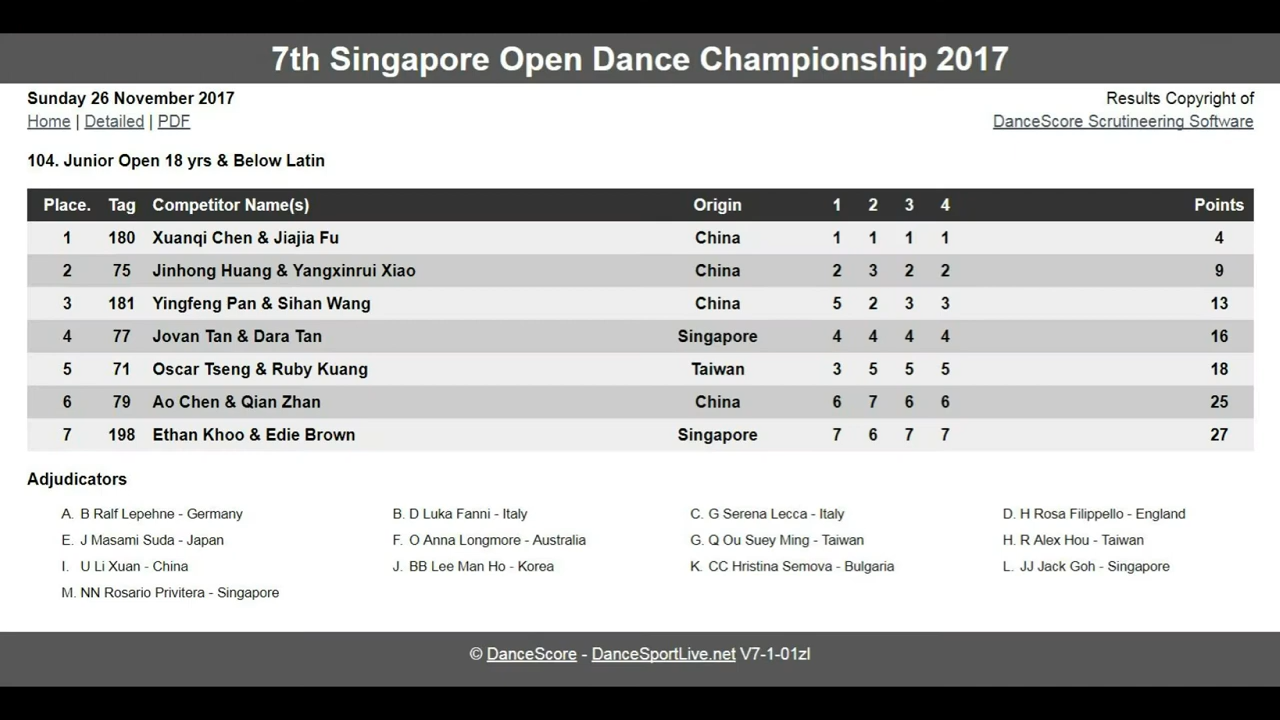 7th Singapore Open Dance Championship 2017
Sunday 26 November 2017 Results Copyright of
Home | Detailed | PDF DanceScore Scrutineering Software
104. Junior Open 18 yrs & Below Latin
Place. Tag Competitor Name(s) Origin 1 2 3 4 Points
1 180 Xuanqi Chen & Jiajia Fu China 1 1 1 1 4
2 75 Jinhong Huang & Yangxinrui Xiao China 2 3 2 2 9
3 181 Yingfeng Pan & Sihan Wang China 5 2 3 3 13
4 77 Jovan Tan & Dara Tan Singapore 4 4 4 4 16
5 71 Oscar Tseng & Ruby Kuang Taiwan 3 5 5 5 18
6 79 Ao Chen & Qian Zhan China 6 7 6 6 25
7 198 Ethan Khoo & Edie Brown Singapore 7 6 7 7 27
Adjudicators
A. B Ralf Lepehne - Germany B. D Luka Fanni - Italy C. G Serena Lecca - Italy D. H Rosa Filippello - England
E. J Masami Suda - Japan F. O Anna Longmore - Australia G. Q Ou Suey Ming - Taiwan H. R Alex Hou - Taiwan
I. U Li Xuan - China J. BB Lee Man Ho - Korea K. CC Hristina Semova - Bulgaria L. JJ Jack Goh - Singapore
M. NN Rosario Privitera - Singapore
© DanceScore - DanceSportLive.net V7-1-01zl